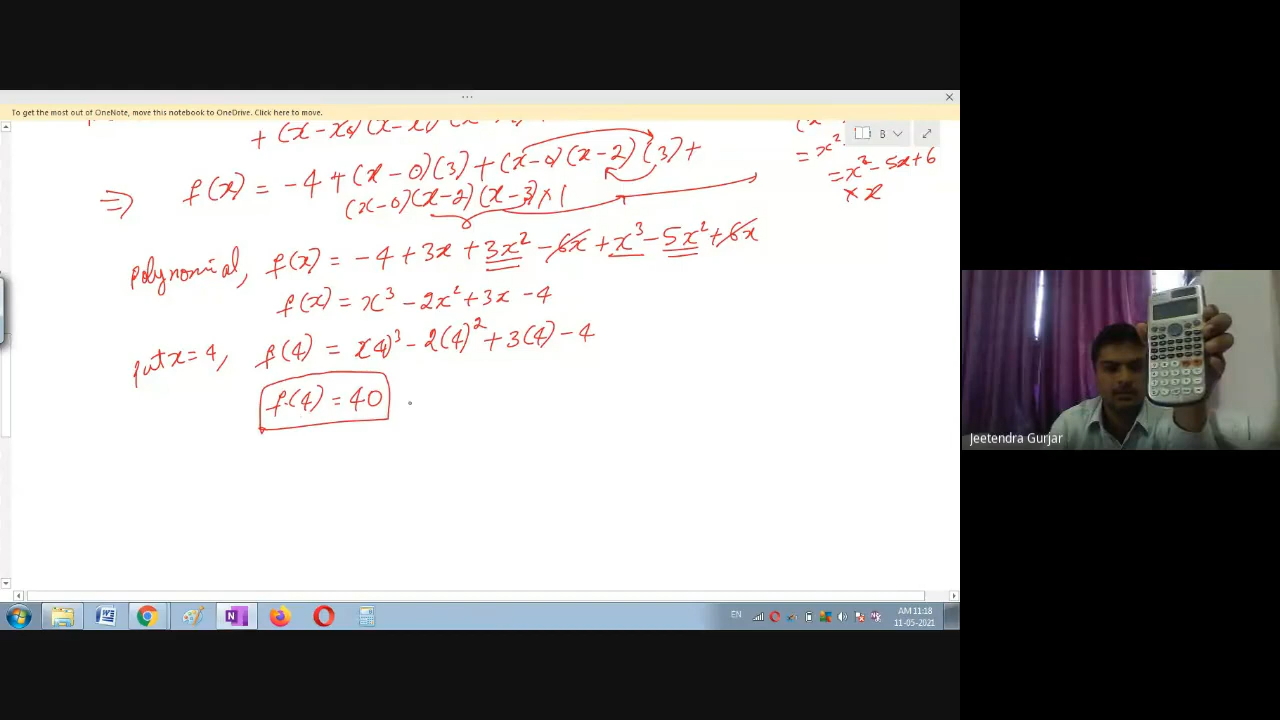 To get the most out of OneNote, move this notebook to OneDrive. Click here to move.
B
⇒ f(x) = -4 + (x-0)(3) + (x-0)(x-2)(3) +
(x-0)(x-2)(x-3)×1
= x²
= x² - 5x + 6
× x
polynomial, f(x) = -4 + 3x + 3x² - 6x + x³ - 5x² + 6x
f(x) = x³ - 2x² + 3x - 4
put x = 4, f(4) = x(4)³ - 2(4)² + 3(4) - 4
f(4) = 40
Jeetendra Gurjar
EN
AM 11:18
11-05-2021